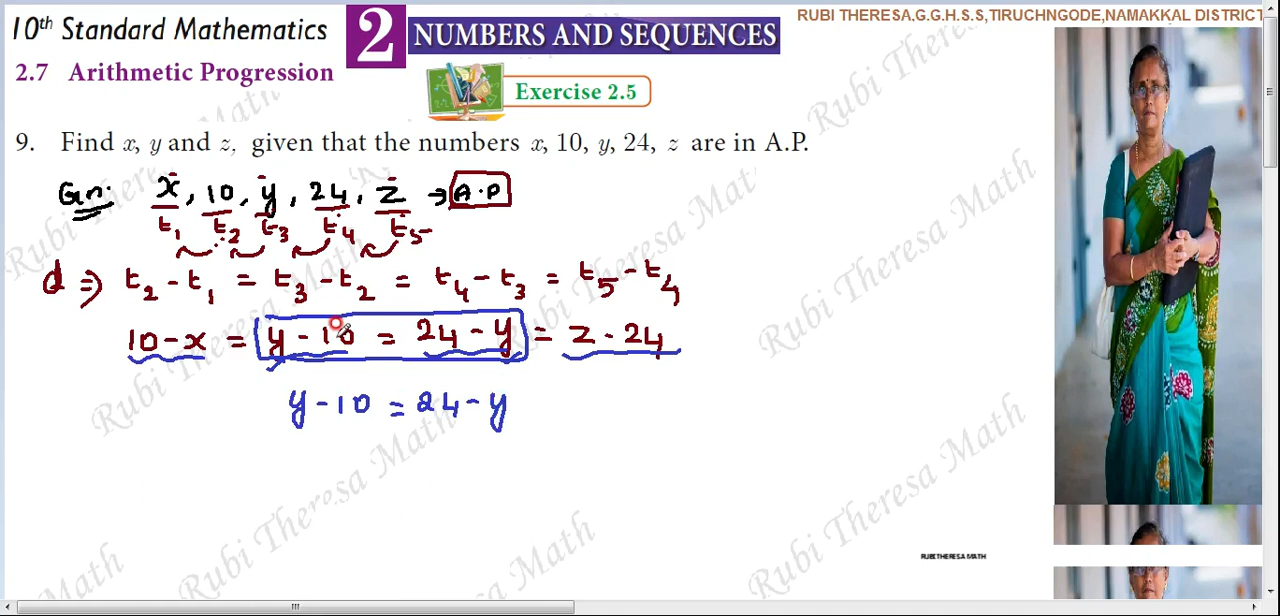 RUBI THERESA.G.G.H.S.S,TIRUCHNGODE,NAMAKKAL DISTRICT
10th Standard Mathematics 2 NUMBERS AND SEQUENCES
2.7 Arithmetic Progression
Exercise 2.5
9. Find x, y and z, given that the numbers x, 10, y, 24, z are in A.P.
Gn: x, 10, y, 24, z → A.P
t1 t2 t3 t4 t5
d ⇒ t2 - t1 = t3 - t2 = t4 - t3 = t5 - t4
10 - x = y - 10 = 24 - y = z - 24
y - 10 = 24 - y
Rubi Theresa Math
RUBITHERESA MATH